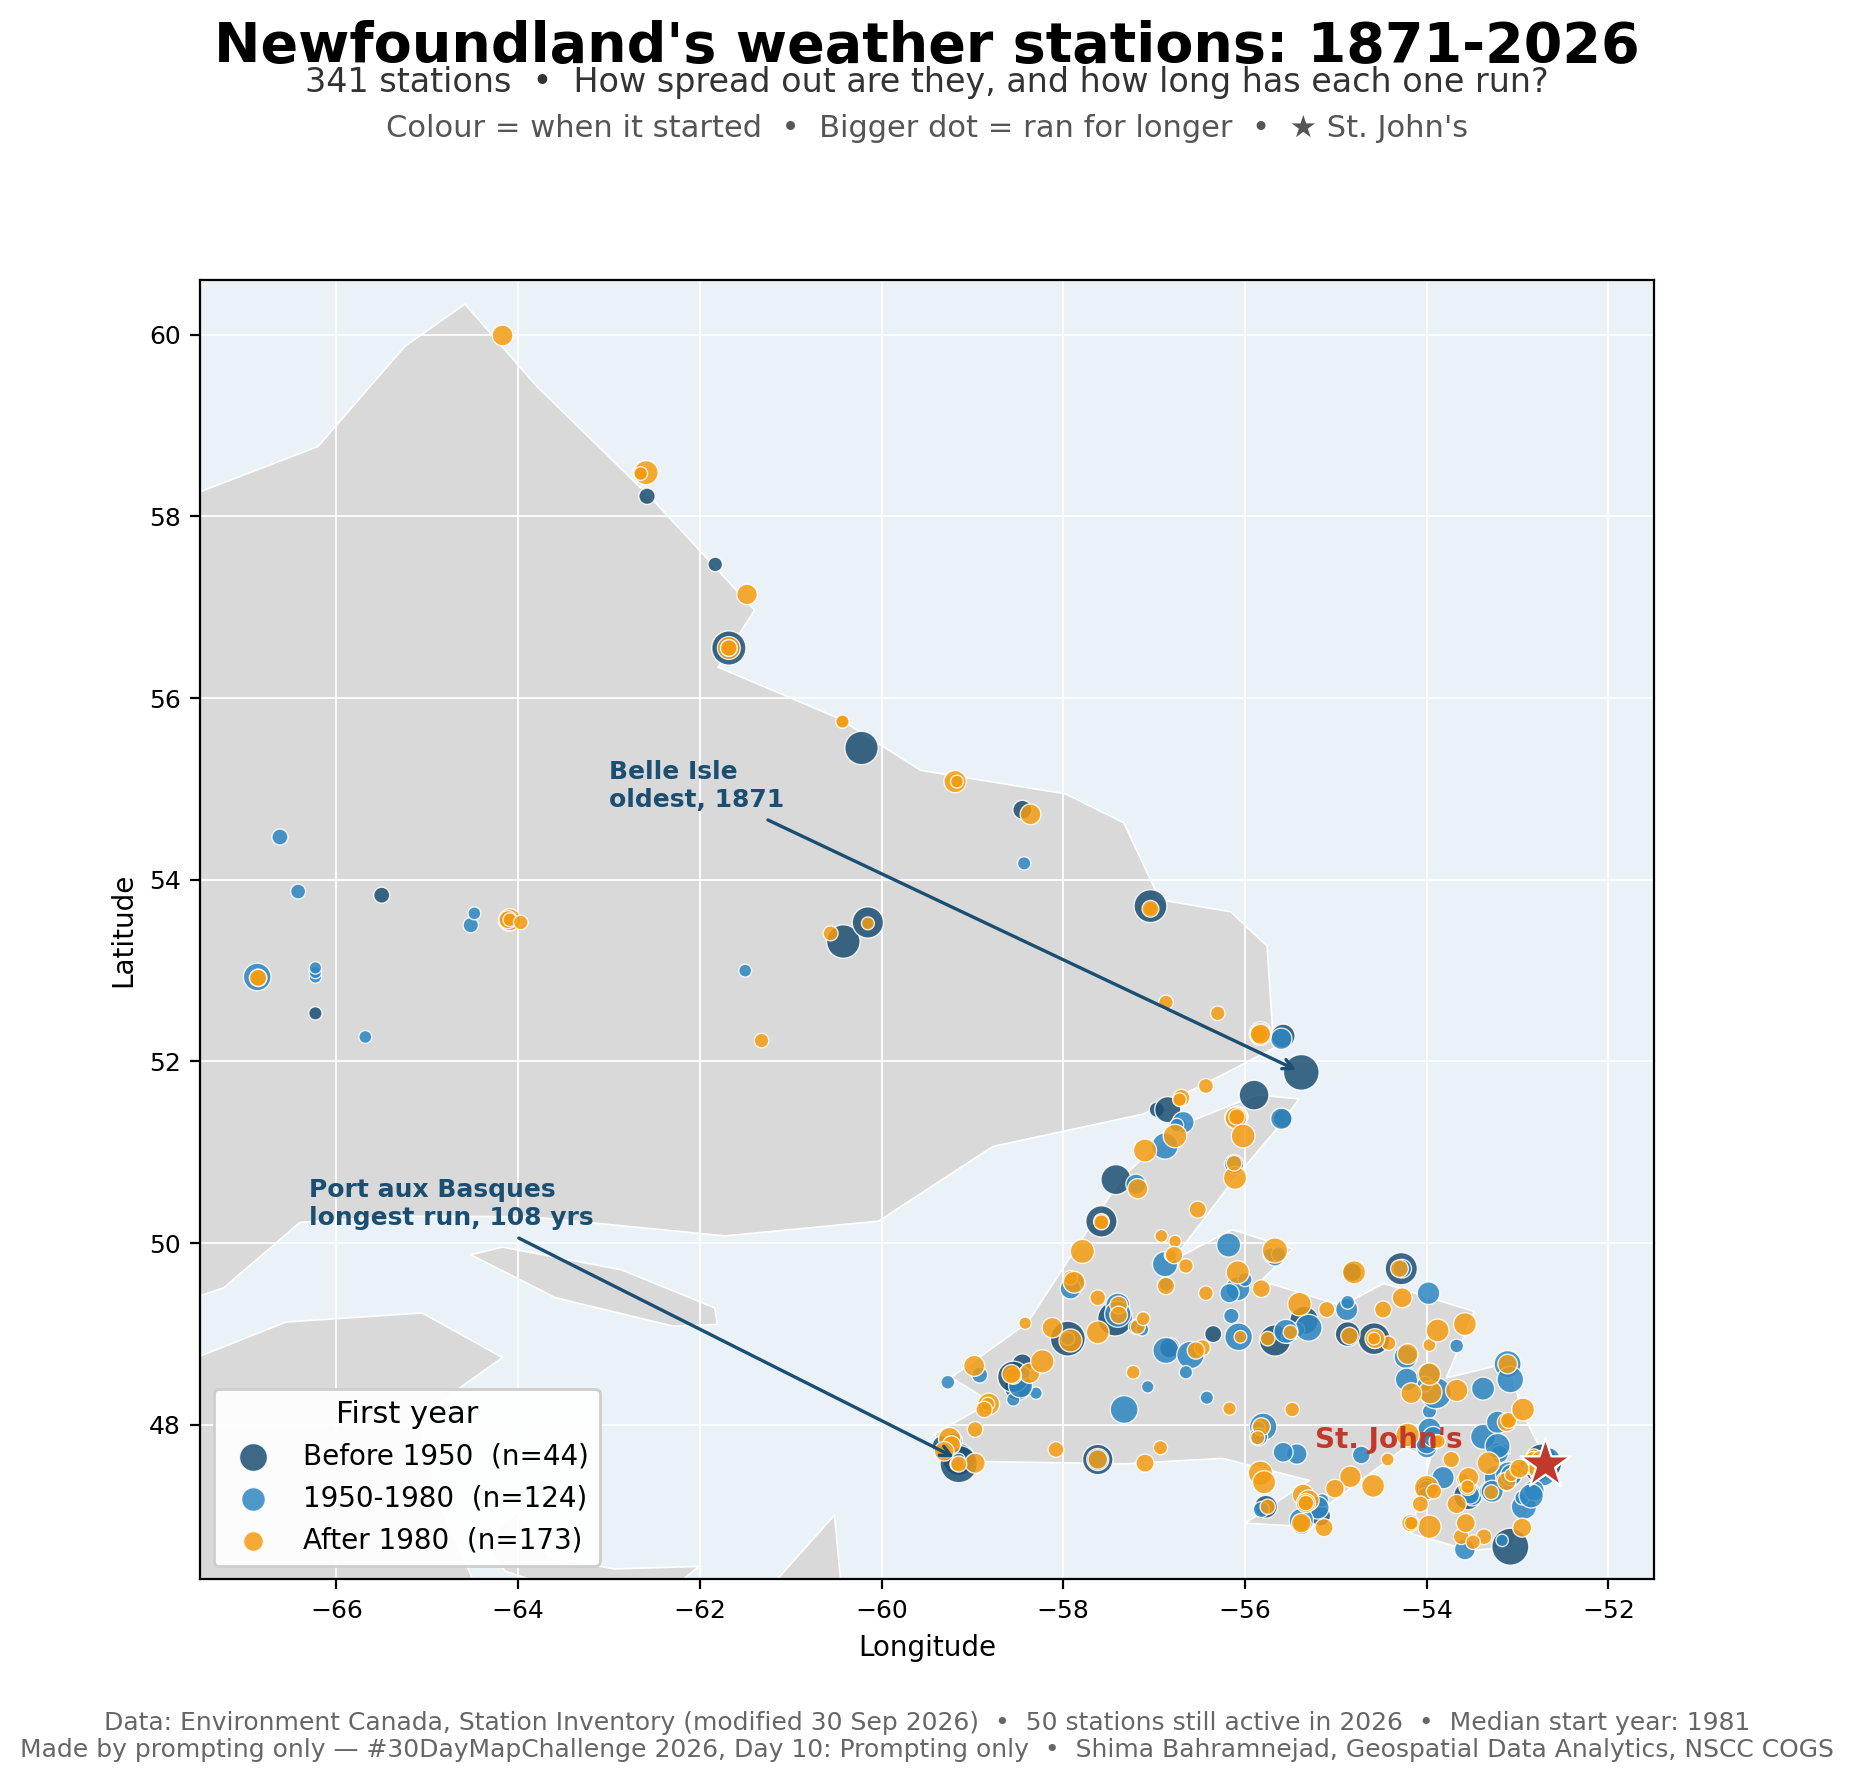 Newfoundland's weather stations: 1871-2026
341 stations • How spread out are they, and how long has each one run?
Colour = when it started • Bigger dot = ran for longer • ★ St. John's
60
58
56
54
52
50
48
Latitude
Belle Isle
oldest, 1871
Port aux Basques
longest run, 108 yrs
St. John's
First year
Before 1950 (n=44)
1950-1980 (n=124)
After 1980 (n=173)
−66
−64
−62
−60
−58
−56
−54
−52
Longitude
Data: Environment Canada, Station Inventory (modified 30 Sep 2026) • 50 stations still active in 2026 • Median start year: 1981
Made by prompting only — #30DayMapChallenge 2026, Day 10: Prompting only • Shima Bahramnejad, Geospatial Data Analytics, NSCC COGS